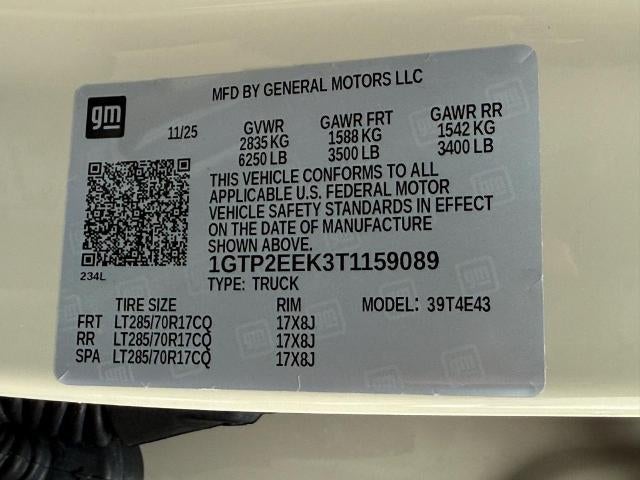 MFD BY GENERAL MOTORS LLC
gm
11/25 GVWR GAWR FRT GAWR RR
2835 KG 1588 KG 1542 KG
6250 LB 3500 LB 3400 LB
THIS VEHICLE CONFORMS TO ALL
APPLICABLE U.S. FEDERAL MOTOR
VEHICLE SAFETY STANDARDS IN EFFECT
ON THE DATE OF MANUFACTURE
SHOWN ABOVE.
234L
1GTP2EEK3T1159089
TYPE: TRUCK
TIRE SIZE RIM MODEL: 39T4E43
FRT LT285/70R17CQ 17X8J
RR LT285/70R17CQ 17X8J
SPA LT285/70R17CQ 17X8J